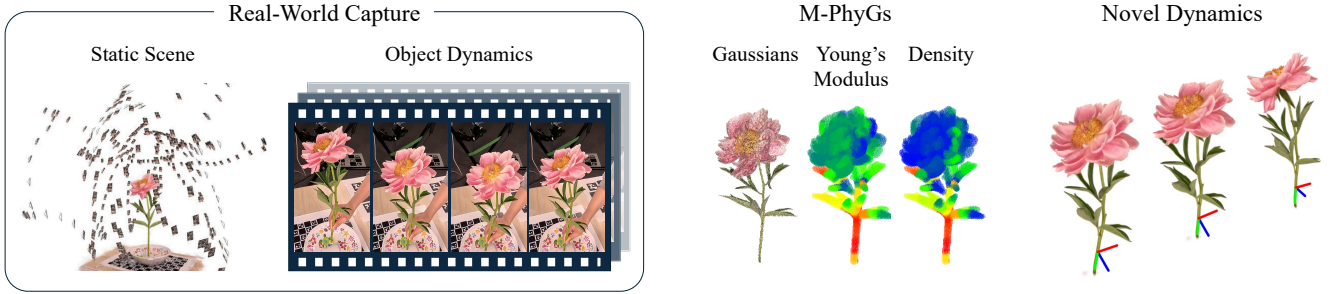 Real-World Capture
Static Scene
Object Dynamics
M-PhyGs
Gaussians
Young's
Modulus
Density
Novel Dynamics